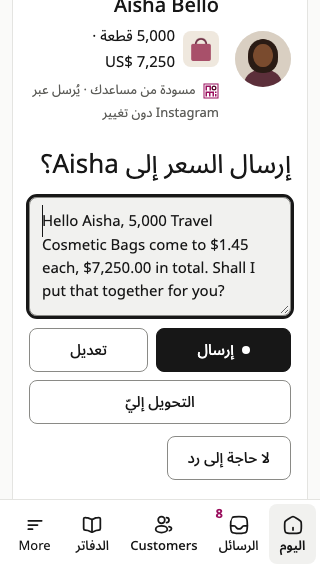 Aisha Bello
5,000 قطعة ·
US$ 7,250
مسودة من مساعدك · يُرسل عبر
Instagram دون تغيير
إرسال السعر إلى Aisha؟
Hello Aisha, 5,000 Travel
Cosmetic Bags come to $1.45
each, $7,250.00 in total. Shall I
put that together for you?
إرسال
تعديل
التحويل إليّ
لا حاجة إلى رد
اليوم
الرسائل 8
Customers
الدفاتر
More